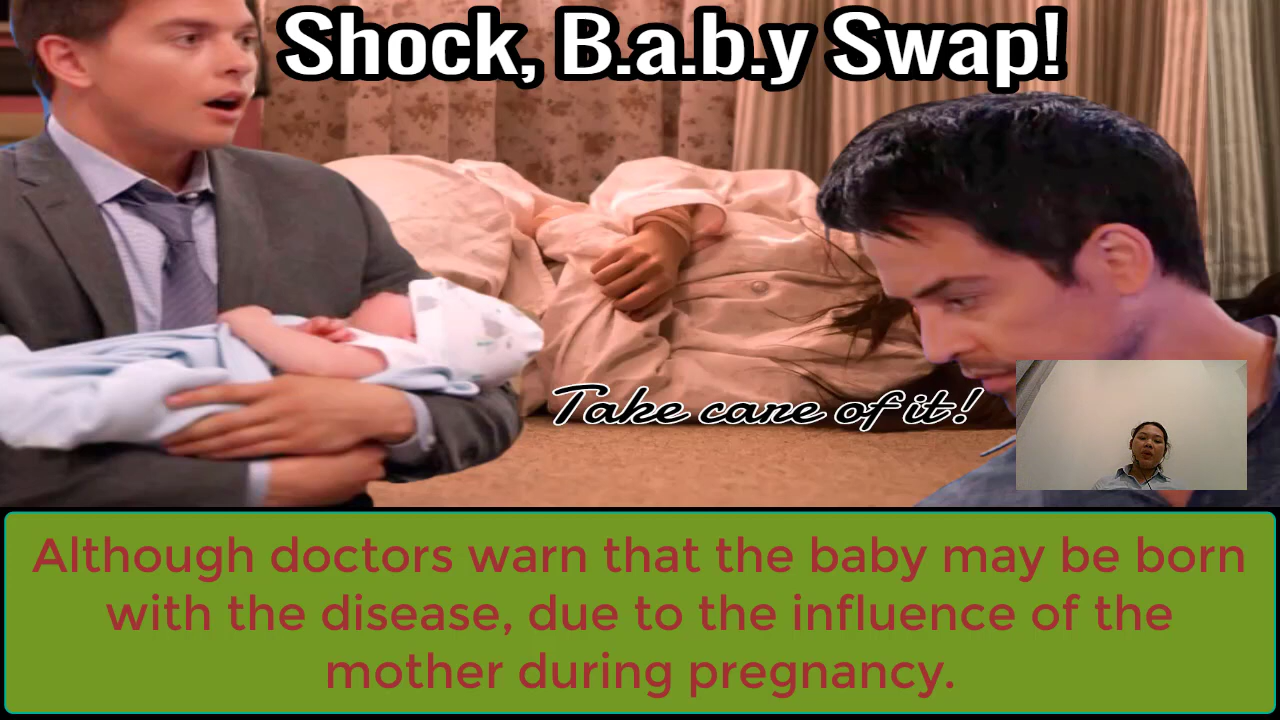 Shock, B.a.b.y Swap!
Take care of it!
Although doctors warn that the baby may be born
with the disease, due to the influence of the
mother during pregnancy.